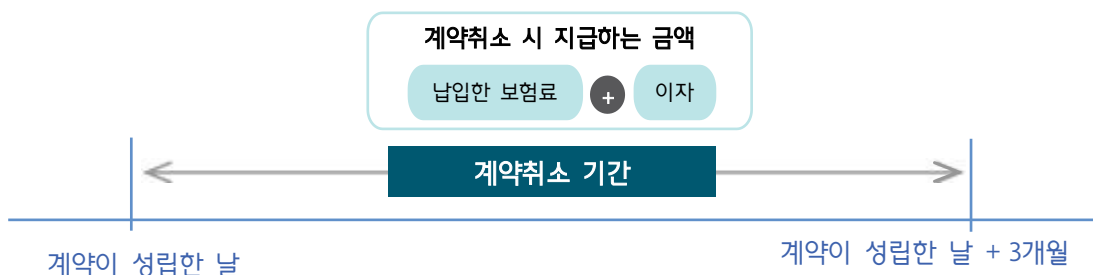 계약취소 시 지급하는 금액
납입한 보험료 + 이자
계약취소 기간
계약이 성립한 날
계약이 성립한 날 + 3개월